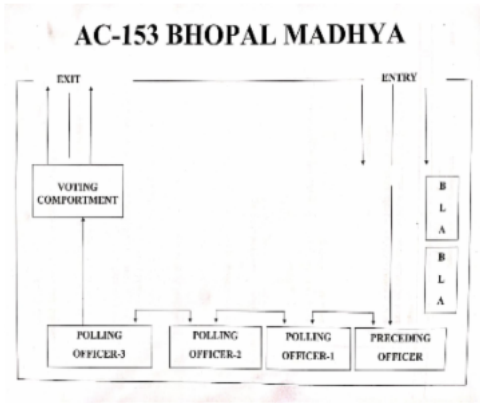 AC-153 BHOPAL MADHYA
EXIT
ENTRY
VOTING
COMPORTMENT
B
L
A
B
L
A
POLLING
OFFICER-3
POLLING
OFFICER-2
POLLING
OFFICER-1
PRECEDING
OFFICER